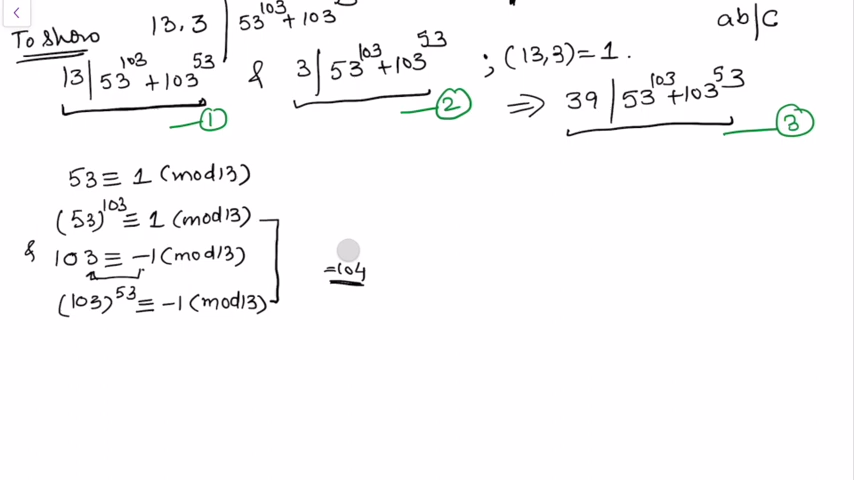 To show 13.3 | 53^103 + 103^53
ab|c
13 | 53^103 + 103^53 & 3 | 53^103 + 103^53 ; (13,3) = 1.
① ② ⇒ 39 | 53^103 + 103^53
③
53 ≡ 1 (mod 13)
(53)^103 ≡ 1 (mod 13)
& 103 ≡ -1 (mod 13)
=104
(103)^53 ≡ -1 (mod 13)